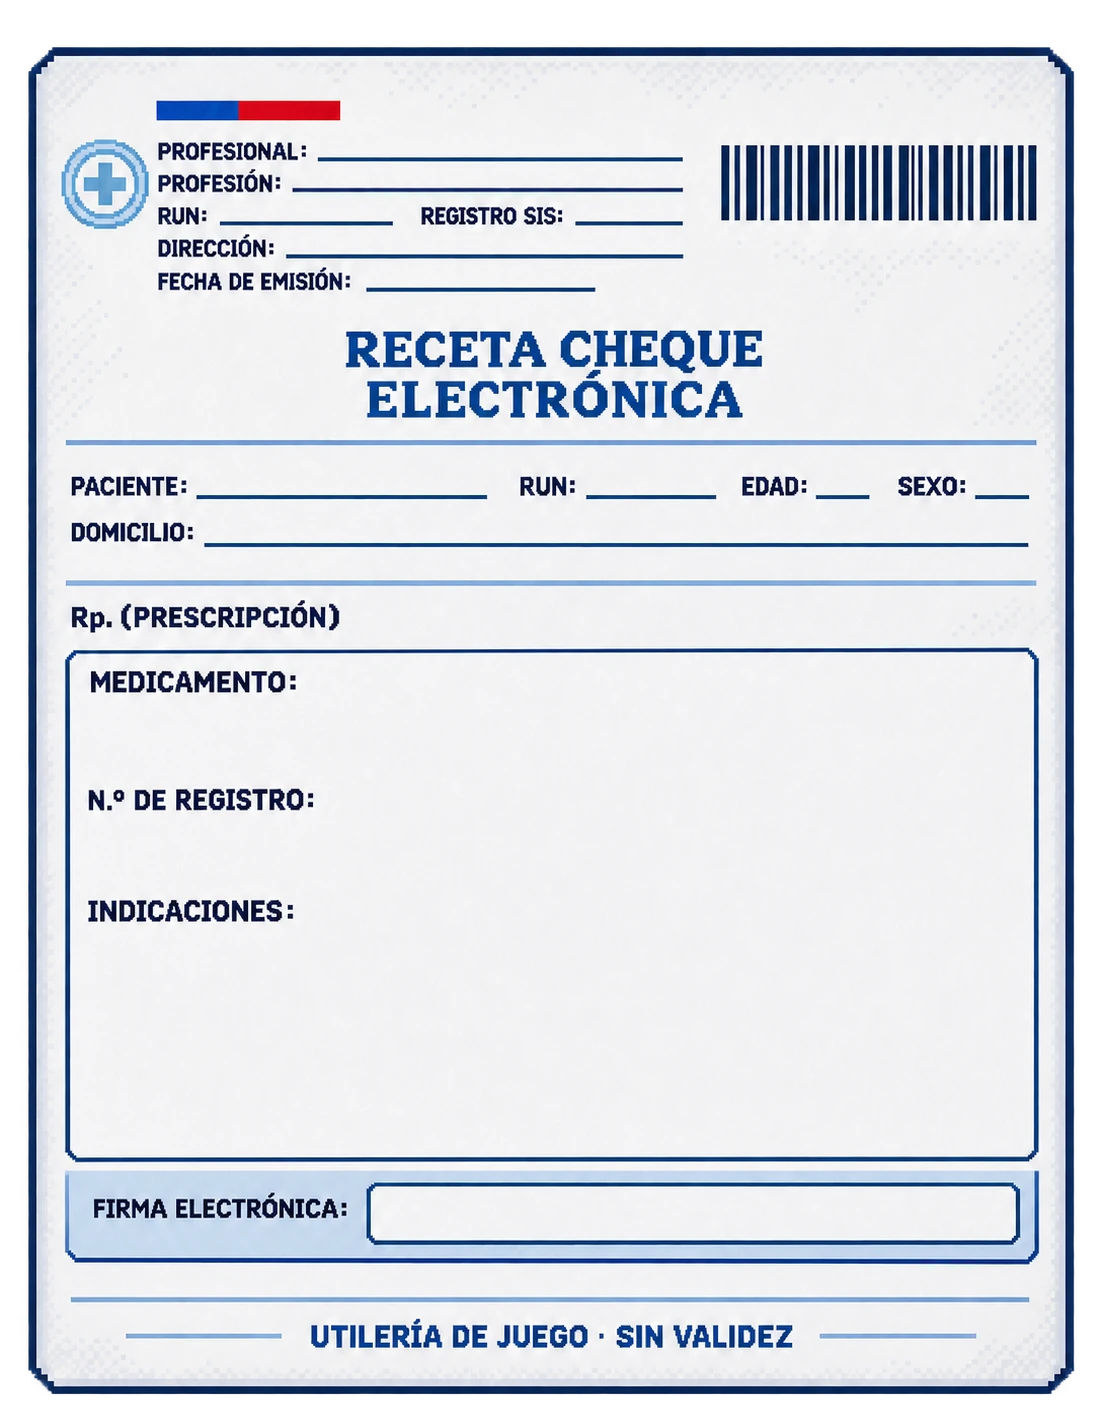 PROFESIONAL:
PROFESIÓN:
RUN: REGISTRO SIS:
DIRECCIÓN:
FECHA DE EMISIÓN:
RECETA CHEQUE
ELECTRÓNICA
PACIENTE: RUN: EDAD: SEXO:
DOMICILIO:
Rp. (PRESCRIPCIÓN)
MEDICAMENTO:
N.º DE REGISTRO:
INDICACIONES:
FIRMA ELECTRÓNICA:
UTILERÍA DE JUEGO · SIN VALIDEZ